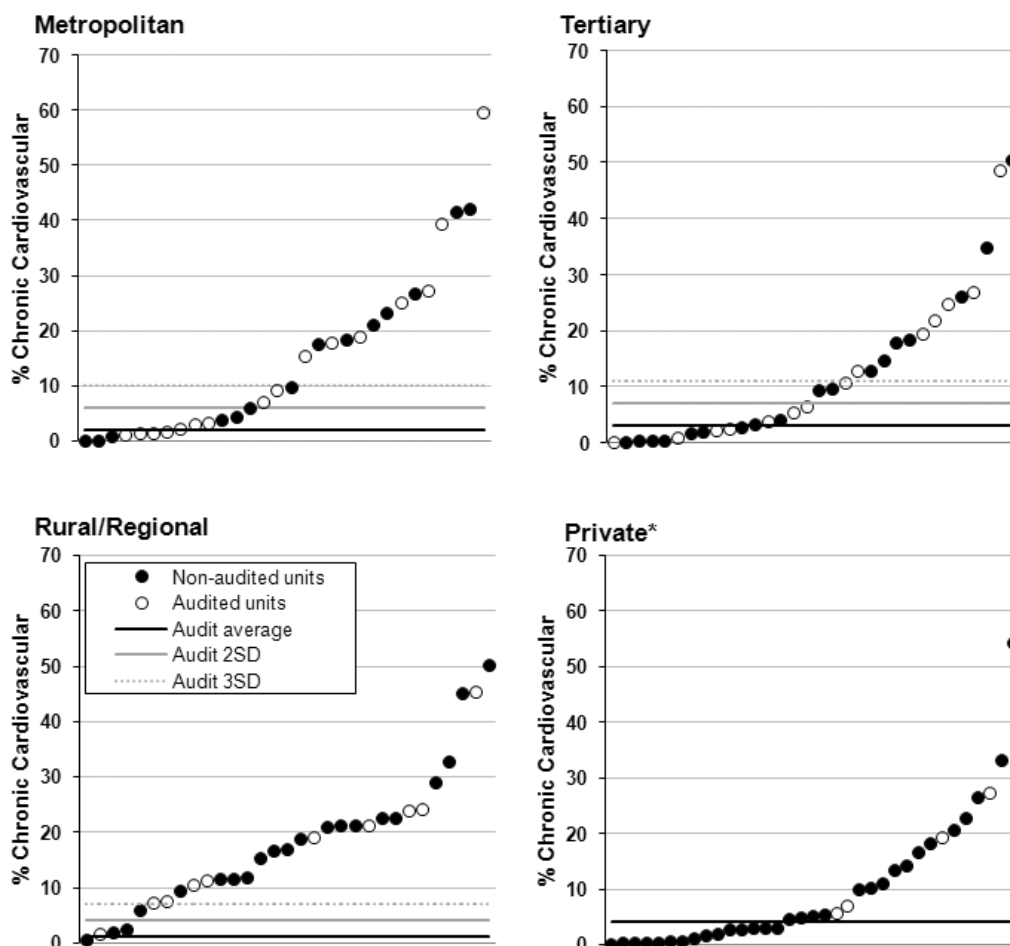 Metropolitan
70
60
50
40
30
20
10
0
% Chronic Cardiovascular
Tertiary
70
60
50
40
30
20
10
0
% Chronic Cardiovascular
Rural/Regional
70
60
50
40
30
20
10
0
% Chronic Cardiovascular
Non-audited units
Audited units
Audit average
Audit 2SD
Audit 3SD
Private*
70
60
50
40
30
20
10
0
% Chronic Cardiovascular